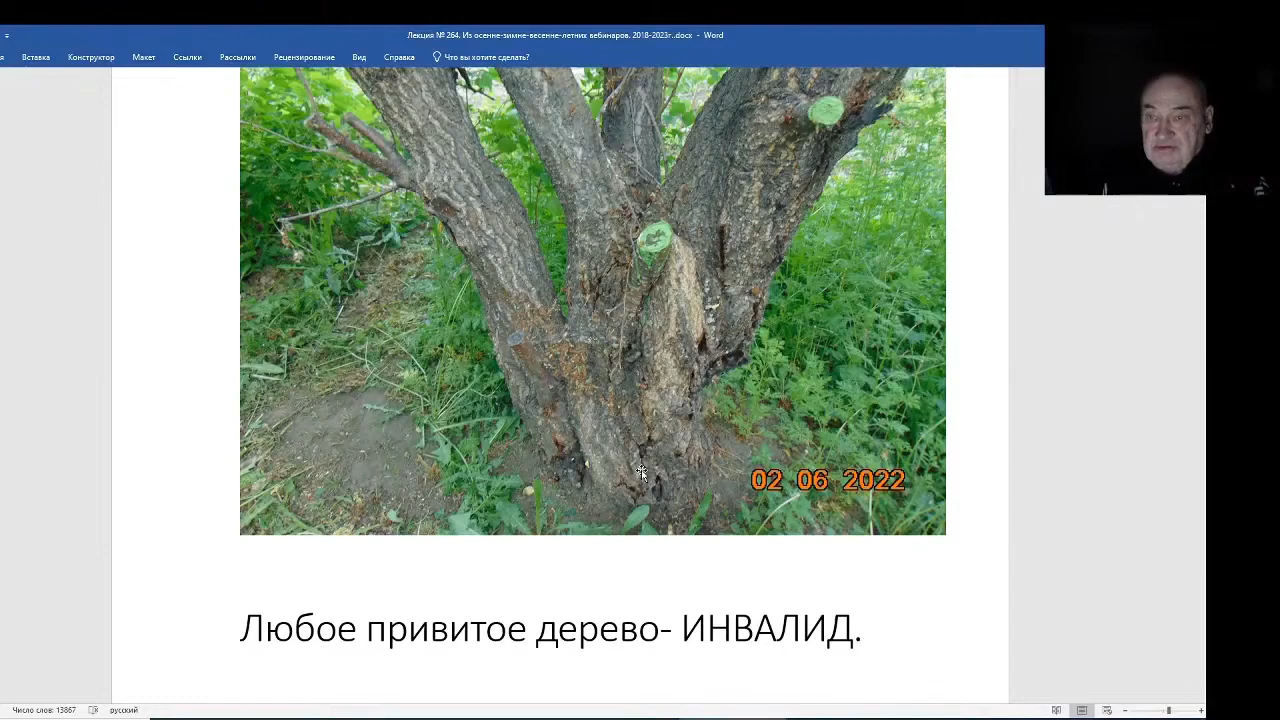 Лекция № 264. Из осенне-зимне-весенне-летних вебинаров. 2018-2023г..docx - Word
Вставка Конструктор Макет Ссылки Рассылки Рецензирование Вид Справка Что вы хотите сделать?
02 06 2022
Любое привитое дерево- ИНВАЛИД.
Число слов: 13867 русский